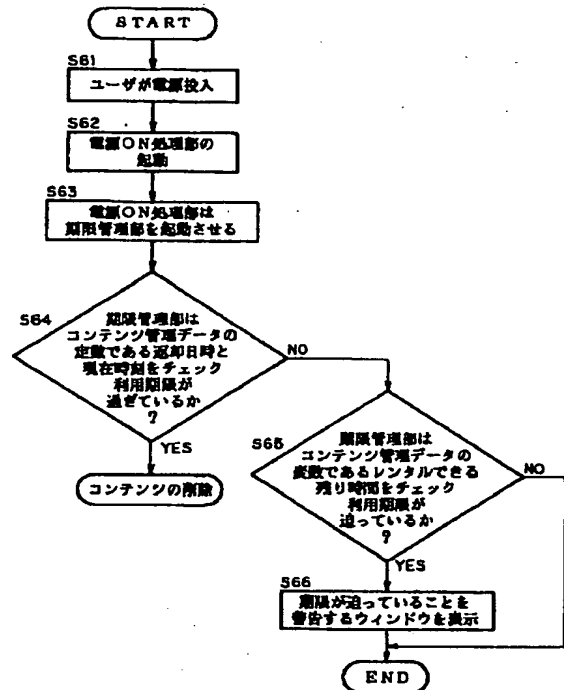 START
S61
ユーザが電源投入
S62
電源ON処理部の
起動
S63
電源ON処理部は
期限管理部を起動させる
S64
期限管理部は
コンテンツ管理データの
定数である返却日時と
現在時刻をチェック
利用期限が
過ぎているか
?
NO
YES
コンテンツの削除
S65
期限管理部は
コンテンツ管理データの
変数であるレンタルできる
残り時間をチェック
利用期限が
迫っているか
?
NO
YES
S66
期限が迫っていることを
警告するウィンドウを表示
END